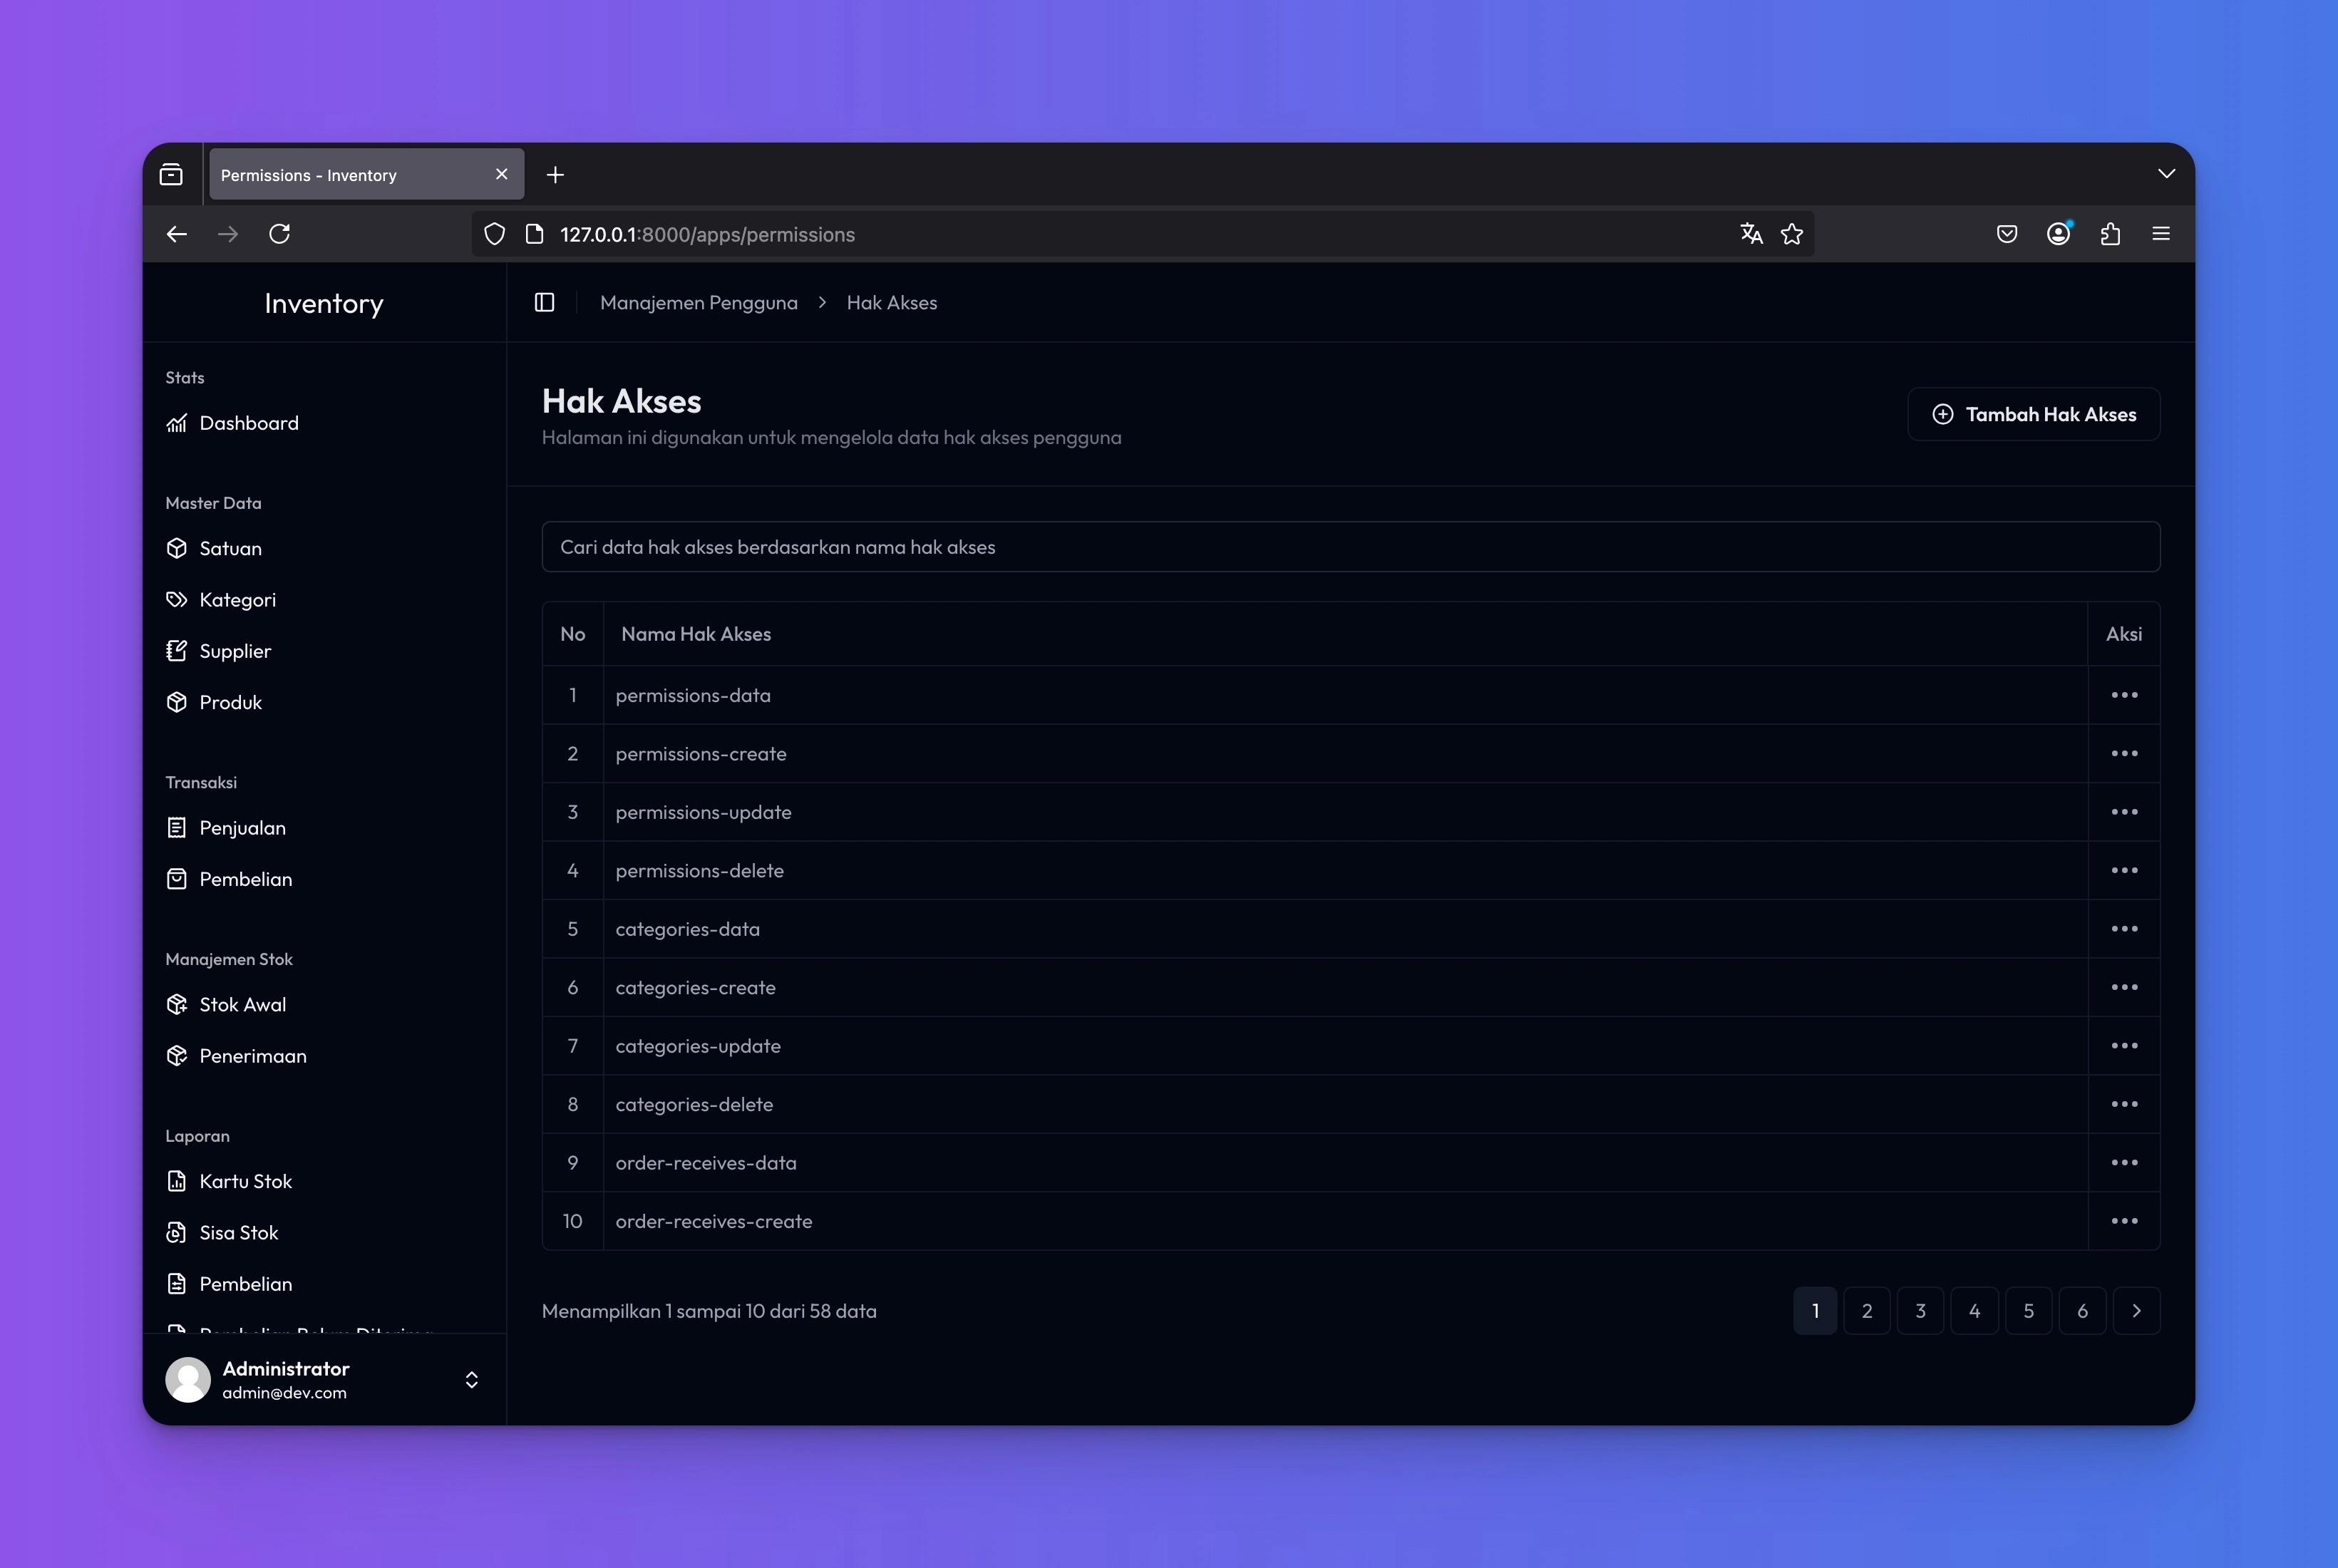 Permissions - Inventory
127.0.0.1:8000/apps/permissions
Inventory
Stats
Dashboard
Master Data
Satuan
Kategori
Supplier
Produk
Transaksi
Penjualan
Pembelian
Manajemen Stok
Stok Awal
Penerimaan
Laporan
Kartu Stok
Sisa Stok
Pembelian
Administrator
admin@dev.com
Manajemen Pengguna > Hak Akses
Hak Akses
Halaman ini digunakan untuk mengelola data hak akses pengguna
Tambah Hak Akses
Cari data hak akses berdasarkan nama hak akses
No Nama Hak Akses Aksi
1 permissions-data
2 permissions-create
3 permissions-update
4 permissions-delete
5 categories-data
6 categories-create
7 categories-update
8 categories-delete
9 order-receives-data
10 order-receives-create
Menampilkan 1 sampai 10 dari 58 data
1 2 3 4 5 6